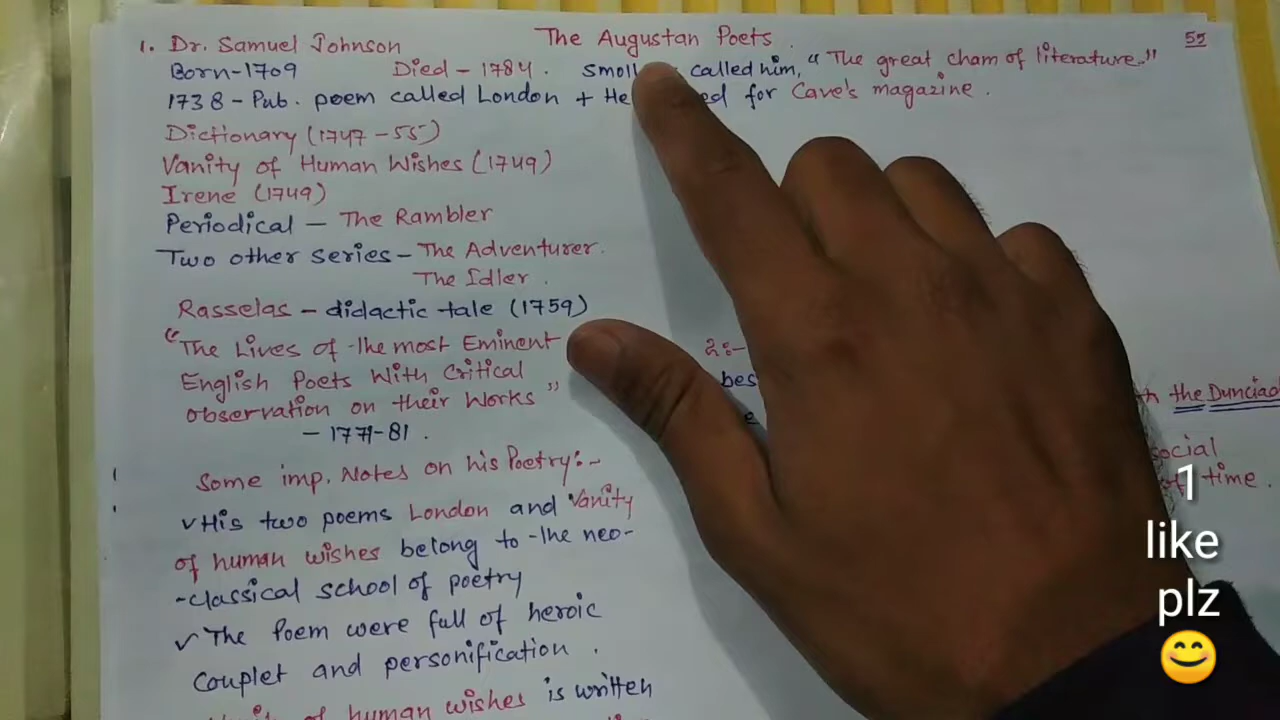 The Augustan Poets.
55
1. Dr. Samuel Johnson
Born-1709 Died - 1784. called him, "The great cham of literature."
1738 - Pub. poem called London + He for Cave's magazine.
Dictionary (1747-55)
Vanity of Human Wishes (1749)
Irene (1749)
Periodical - The Rambler
Two other series - The Adventurer.
The Idler.
Rasselas - didactic tale (1759)
"The Lives of the most Eminent
English Poets With Critical
observation on their Works"
- 1771-81.
Some imp. Notes on his Poetry:-
✓His two poems London and Vanity
of human wishes belong to the neo-
-classical school of poetry
✓ The Poem were full of heroic
couplet and personification.
of human wishes is written
2:-
the Dunciad
social
time.
1
like
plz
😊